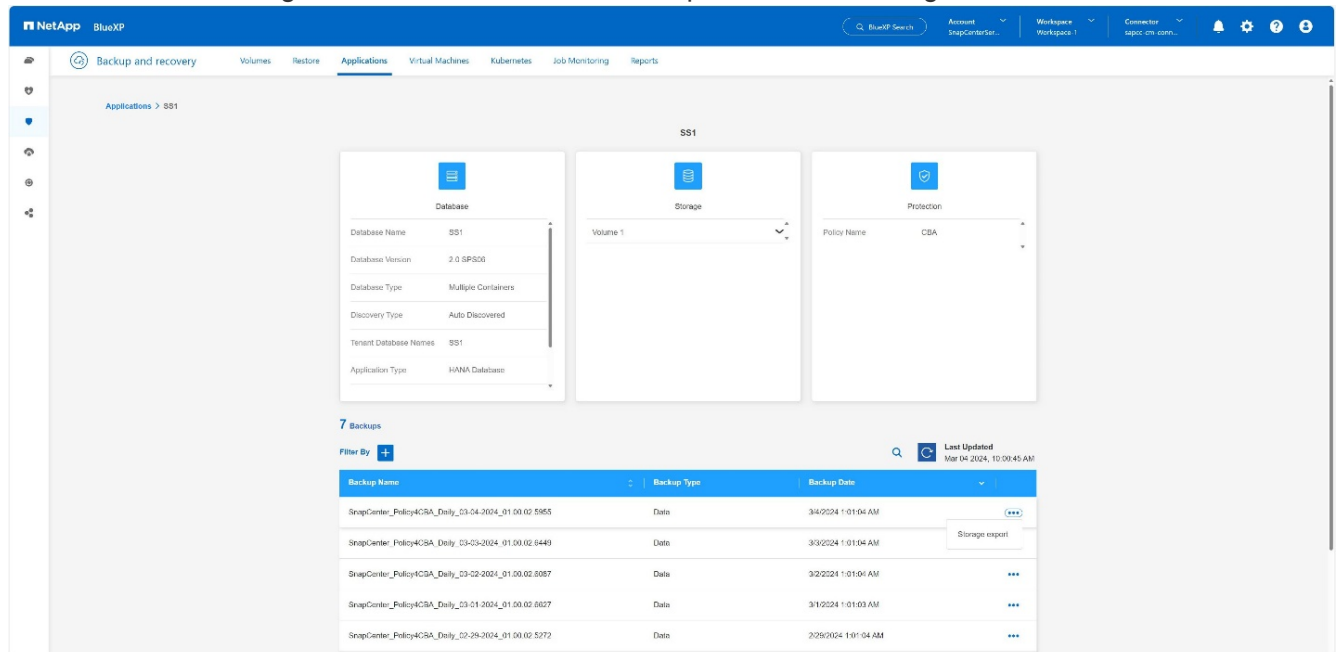 NetApp BlueXP
BlueXP Search
Account
SnapCenterSer...
Workspace
Workspace-1
Connector
sapcc-cm-conn...
Backup and recovery Volumes Restore Applications Virtual Machines Kubernetes Job Monitoring Reports
Applications > SS1
SS1
Database
Database Name SS1
Database Version 2.0 SPS06
Database Type Multiple Containers
Discovery Type Auto Discovered
Tenant Database Names SS1
Application Type HANA Database
Storage
Volume 1
Protection
Policy Name CBA
7 Backups
Filter By
Last Updated
Mar 04 2024, 10:00:45 AM
Backup Name Backup Type Backup Date
SnapCenter_Policy4CBA_Daily_03-04-2024_01.00.02.5955 Data 3/4/2024 1:01:04 AM
Storage export
SnapCenter_Policy4CBA_Daily_03-03-2024_01.00.02.6449 Data 3/3/2024 1:01:04 AM
SnapCenter_Policy4CBA_Daily_03-02-2024_01.00.02.8087 Data 3/2/2024 1:01:04 AM
SnapCenter_Policy4CBA_Daily_03-01-2024_01.00.02.6627 Data 3/1/2024 1:01:03 AM
SnapCenter_Policy4CBA_Daily_02-29-2024_01.00.02.5272 Data 2/29/2024 1:01:04 AM